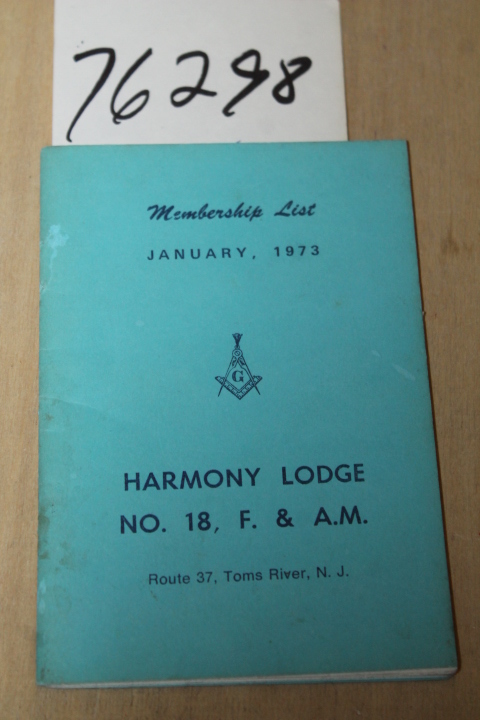 76298
Membership List
JANUARY, 1973
G
HARMONY LODGE
NO. 18, F. & A.M.
Route 37, Toms River, N. J.